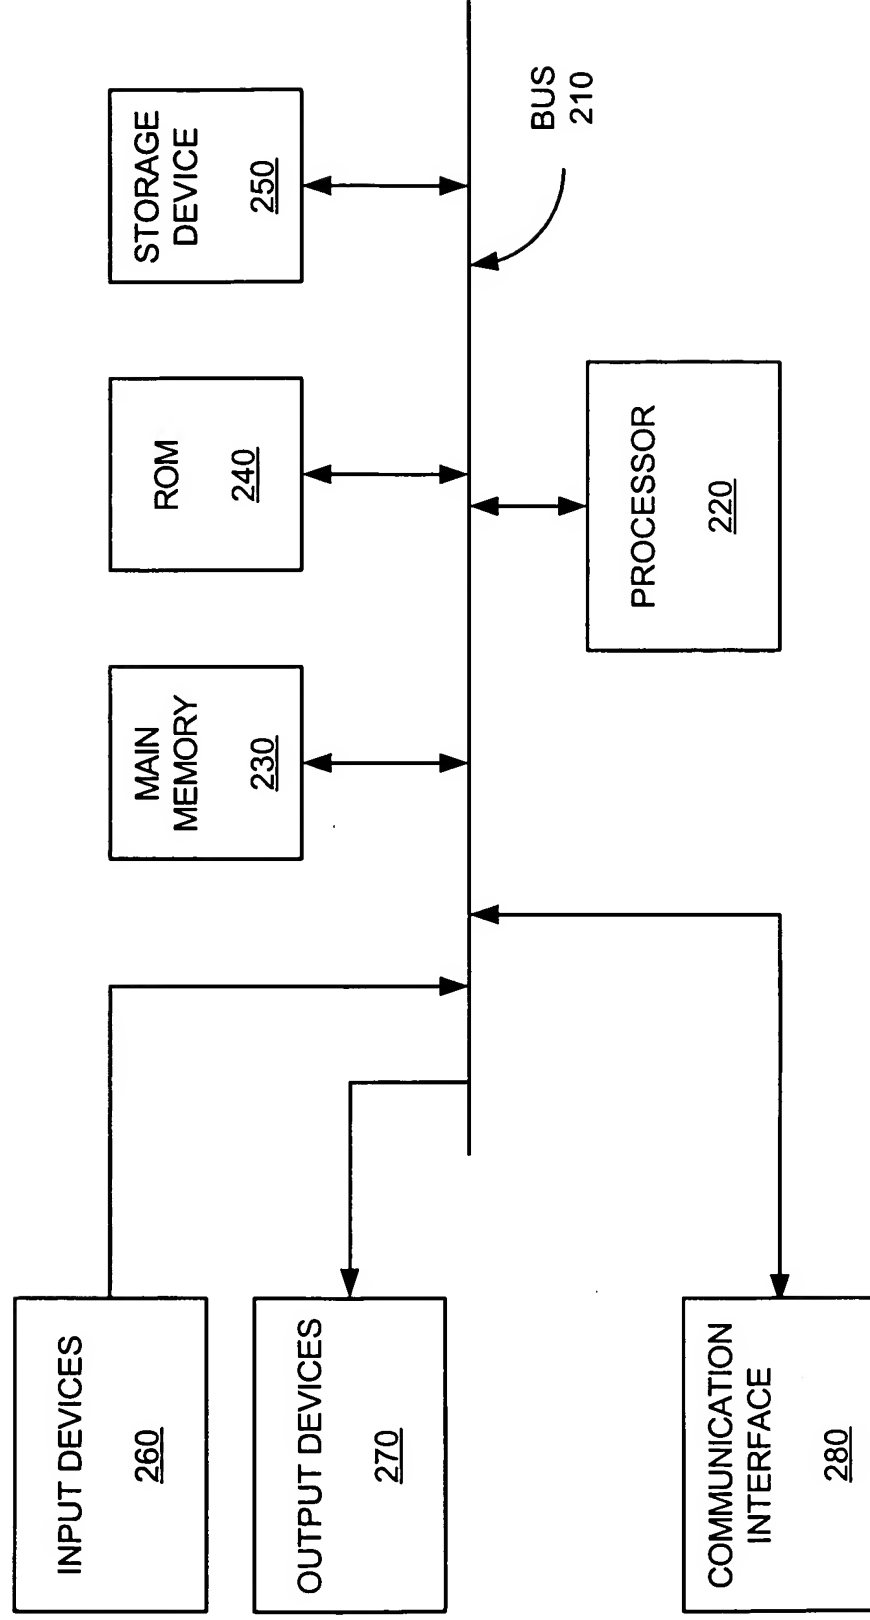 STORAGE
DEVICE
250
ROM
240
MAIN
MEMORY
230
BUS
210
PROCESSOR
220
INPUT DEVICES
260
OUTPUT DEVICES
270
COMMUNICATION
INTERFACE
280